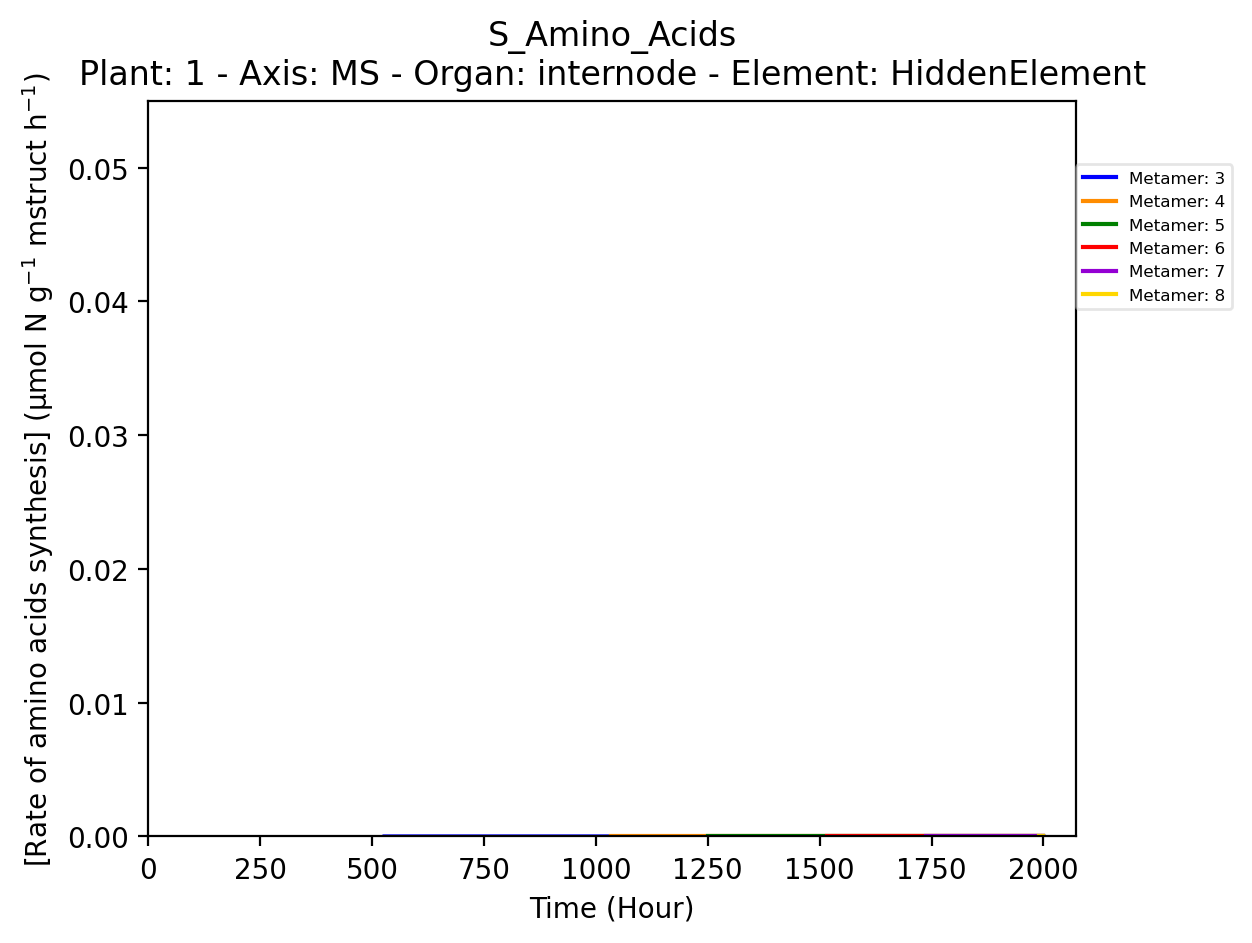 S_Amino_Acids
Plant: 1 - Axis: MS - Organ: internode - Element: HiddenElement
[Rate of amino acids synthesis] (µmol N g⁻¹ mstruct h⁻¹)
0.05
0.04
0.03
0.02
0.01
0.00
0 250 500 750 1000 1250 1500 1750 2000
Time (Hour)
Metamer: 3
Metamer: 4
Metamer: 5
Metamer: 6
Metamer: 7
Metamer: 8